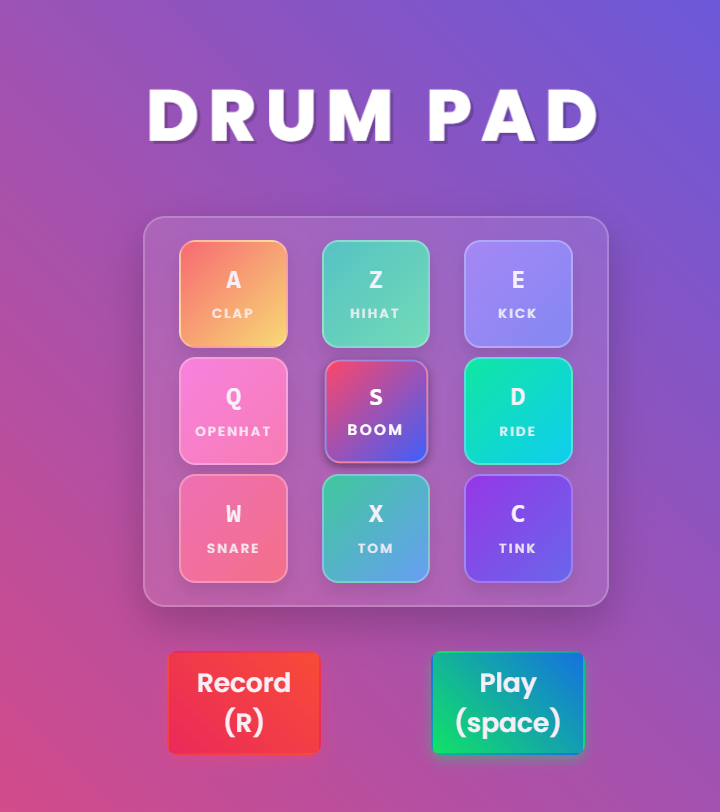 DRUM PAD
A
CLAP
Z
HIHAT
E
KICK
Q
OPENHAT
S
BOOM
D
RIDE
W
SNARE
X
TOM
C
TINK
Record
(R)
Play
(space)